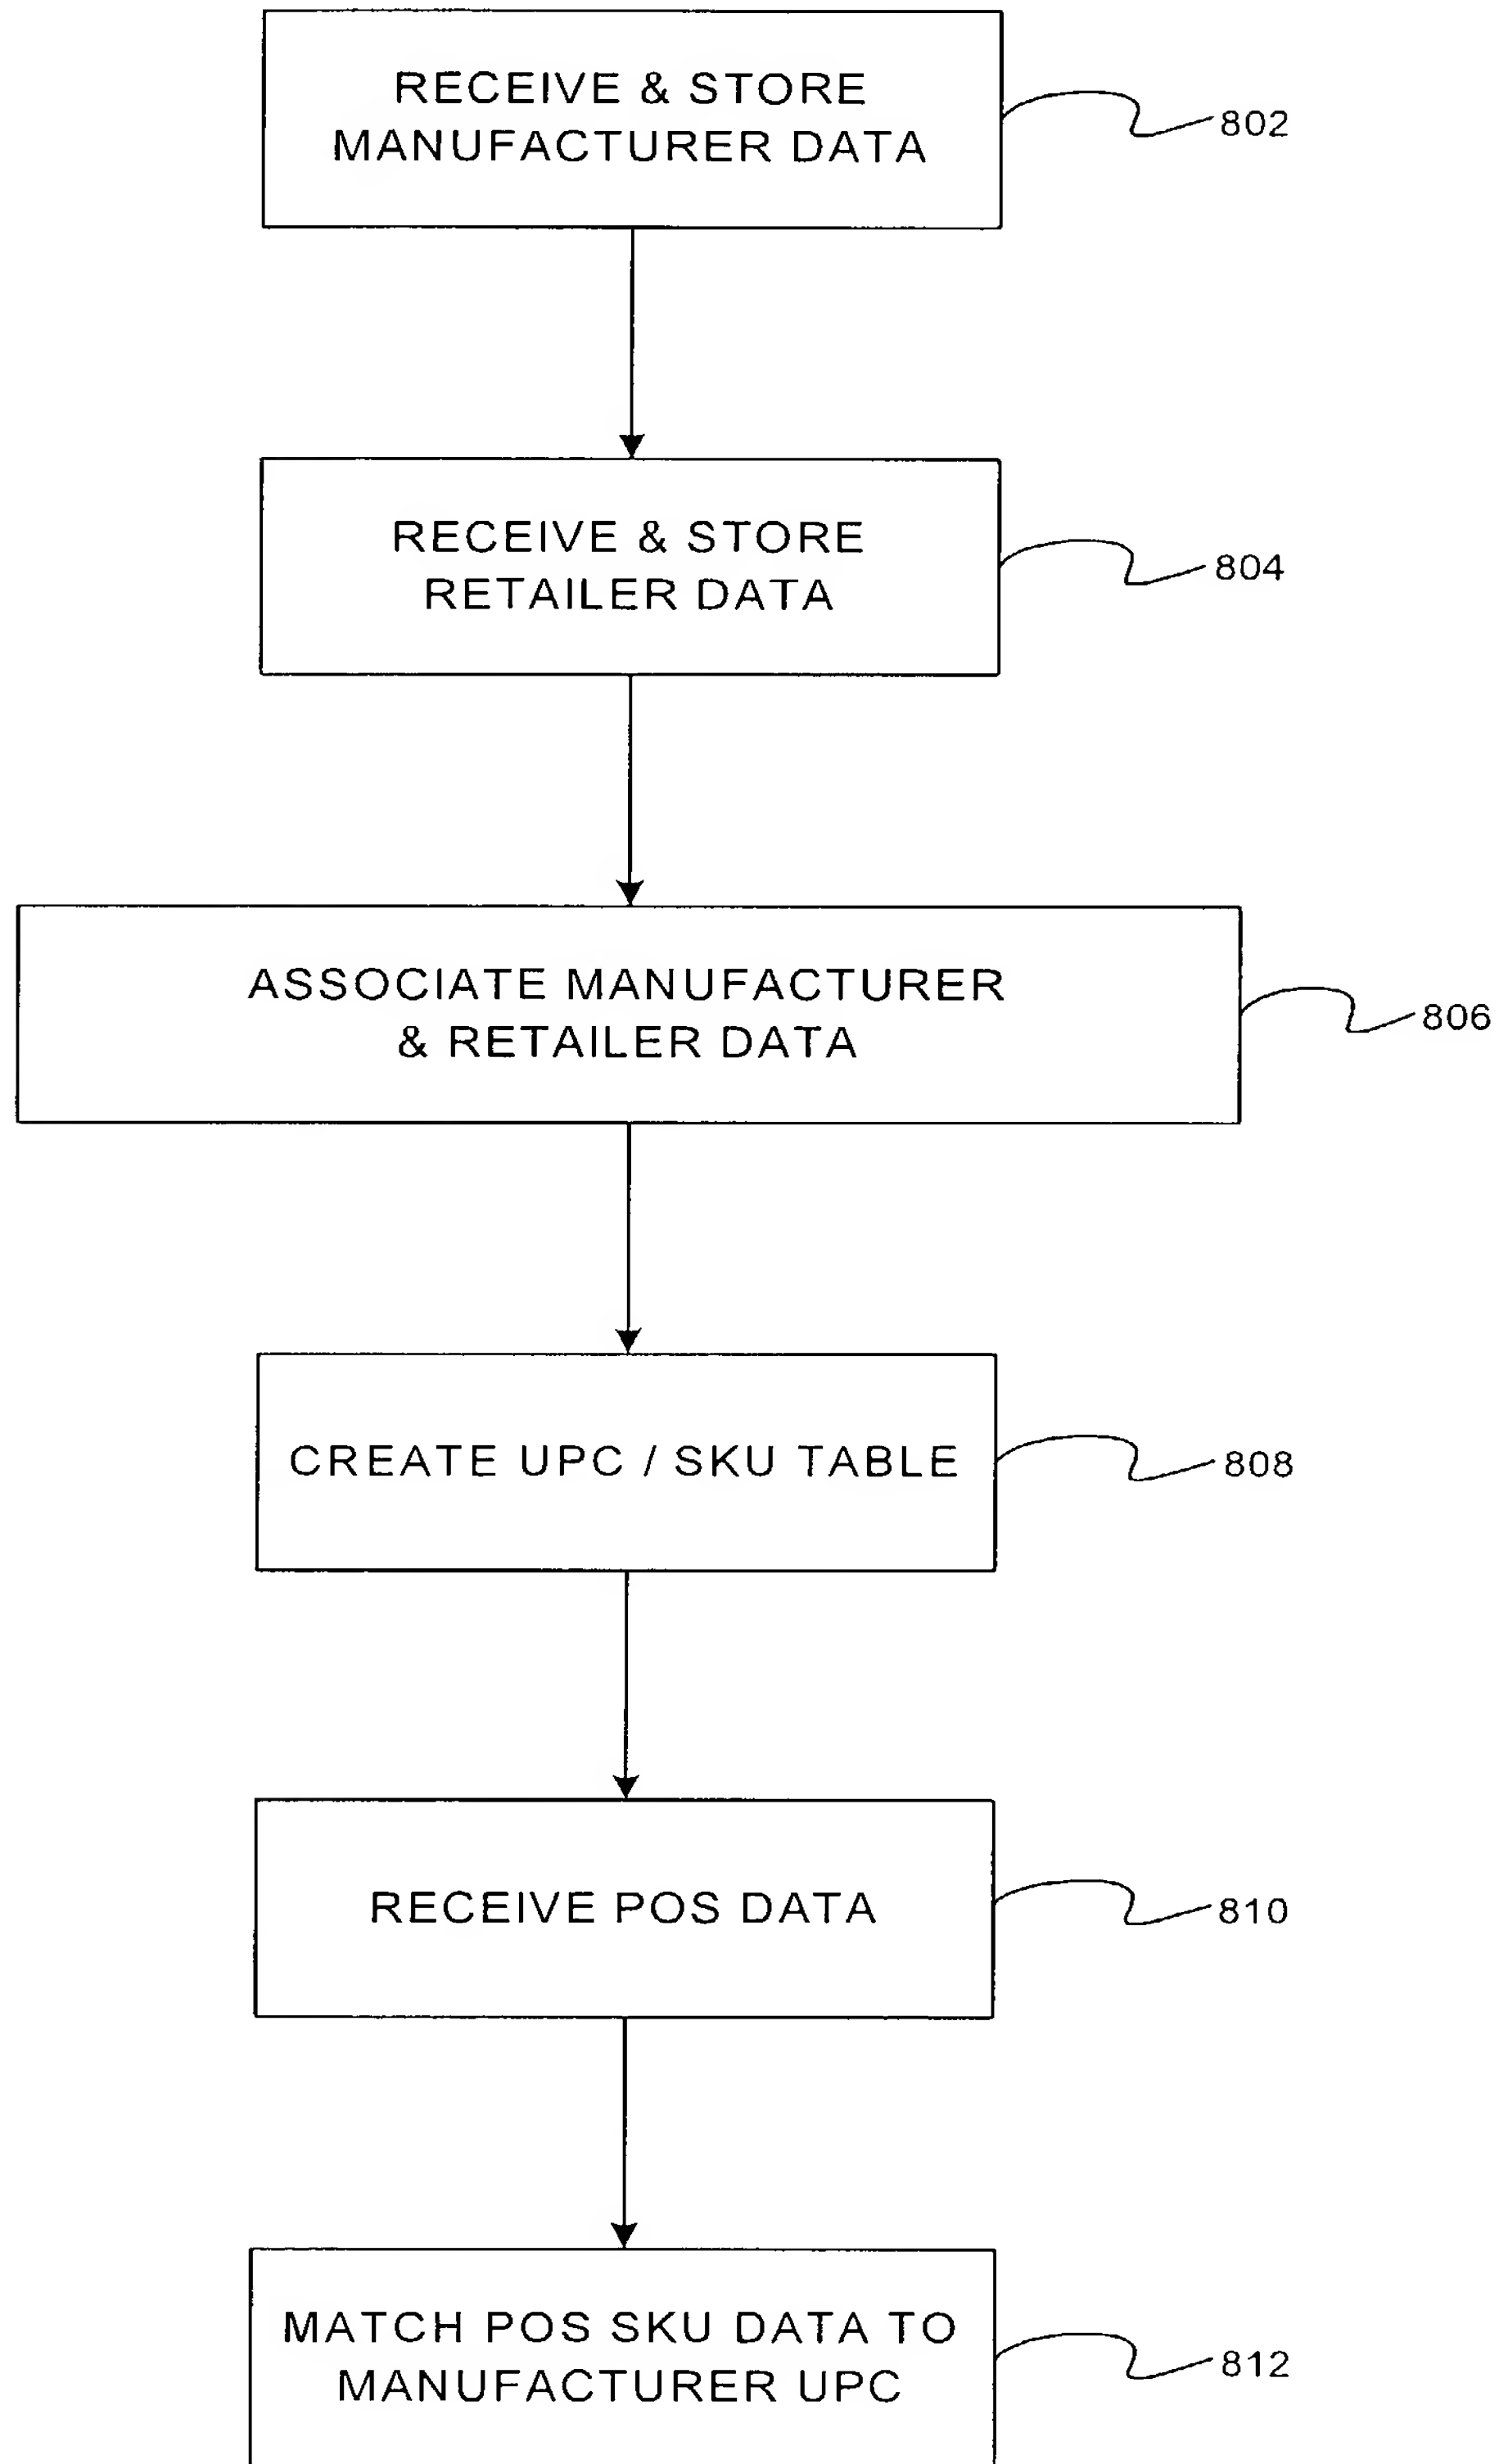 RECEIVE & STORE
MANUFACTURER DATA
802
RECEIVE & STORE
RETAILER DATA
804
ASSOCIATE MANUFACTURER
& RETAILER DATA
806
CREATE UPC / SKU TABLE
808
RECEIVE POS DATA
810
MATCH POS SKU DATA TO
MANUFACTURER UPC
812